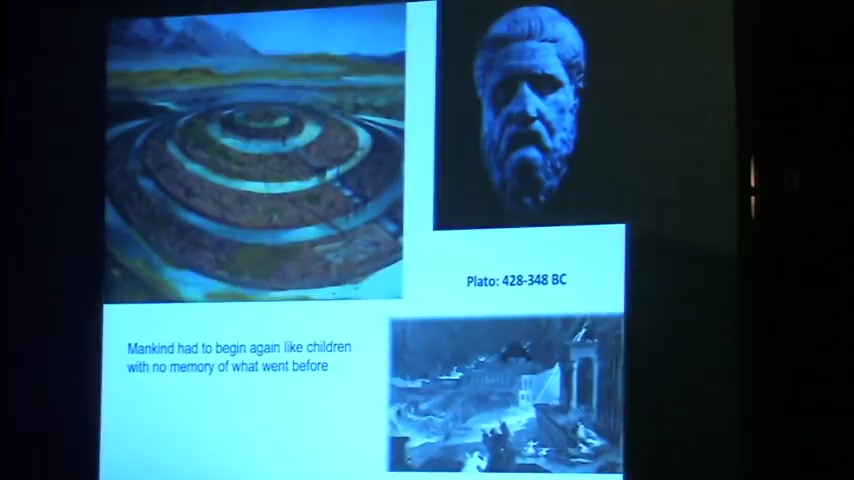 Plato: 428-348 BC
Mankind had to begin again like children
with no memory of what went before